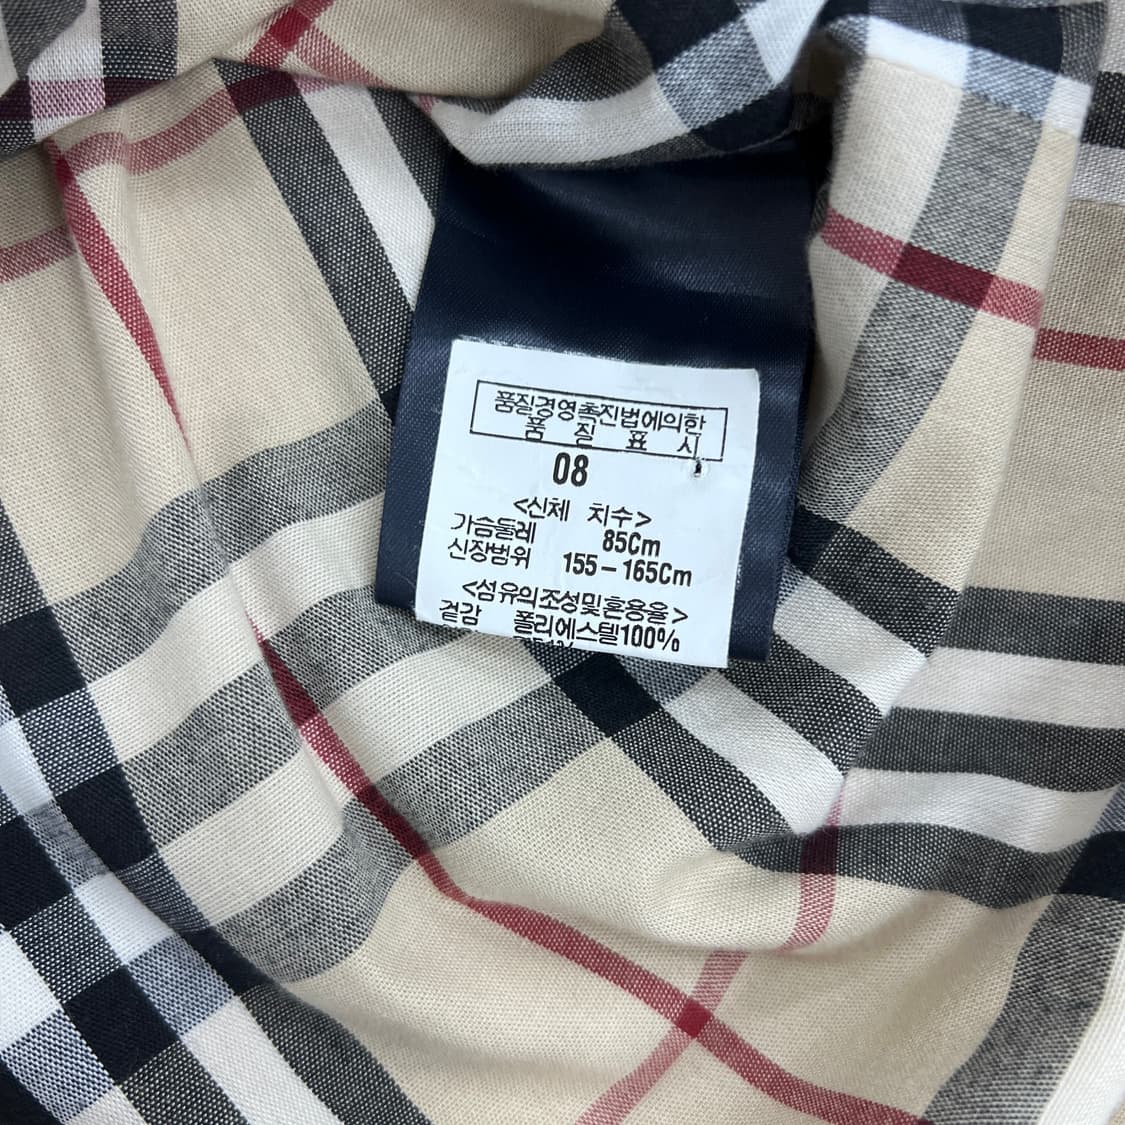 품질경영촉진법에의한
품 질 표 시
08
<신체 치수>
가슴둘레 85Cm
신장범위 155-165Cm
<섬유의조성및혼용율>
겉감 폴리에스텔100%